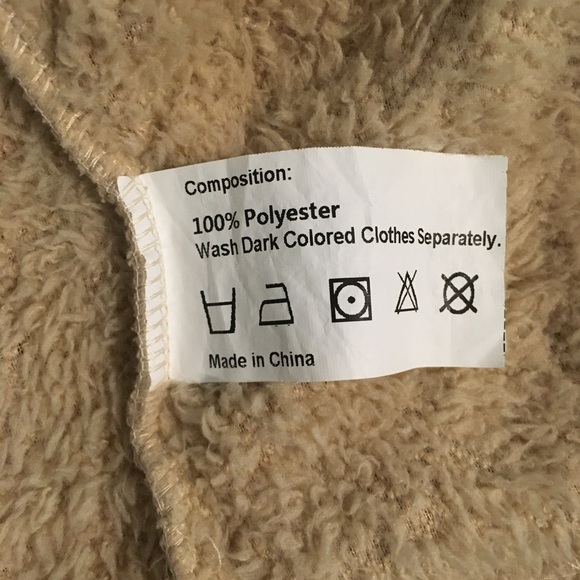 Composition:
100% Polyester
Wash Dark Colored Clothes Separately.
Made in China